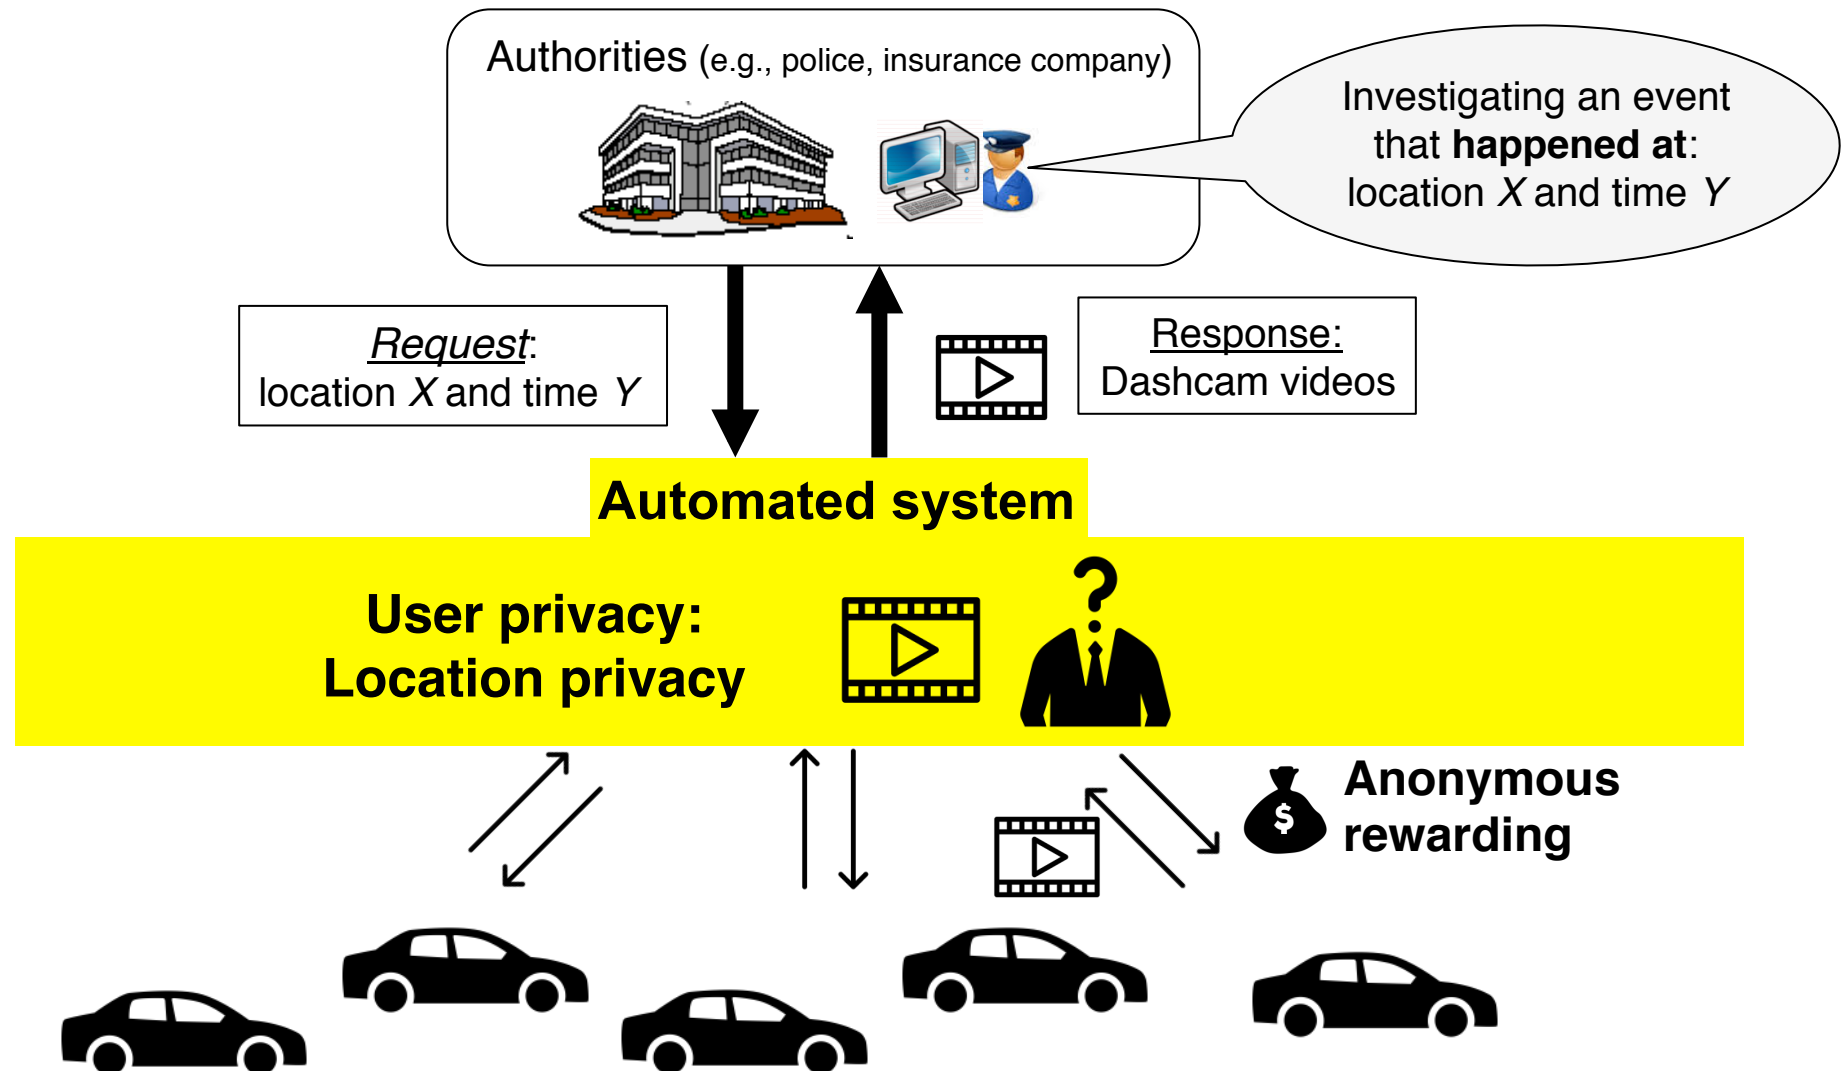 Authorities (e.g., police, insurance company)
Investigating an event
that happened at:
location X and time Y
Request:
location X and time Y
Response:
Dashcam videos
Automated system
User privacy:
Location privacy
?
$
Anonymous
rewarding